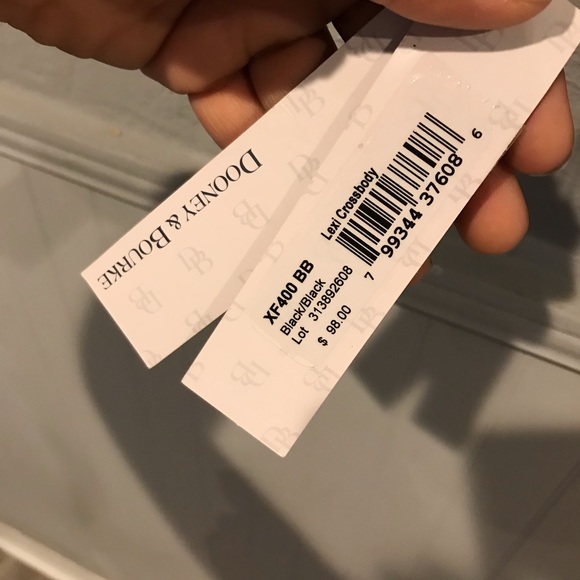 DOONEY & BOURKE
XF400 BB
Lexi Crossbody
Black/Black
Lot 313892608
$ 98.00
7 99344 37608 6